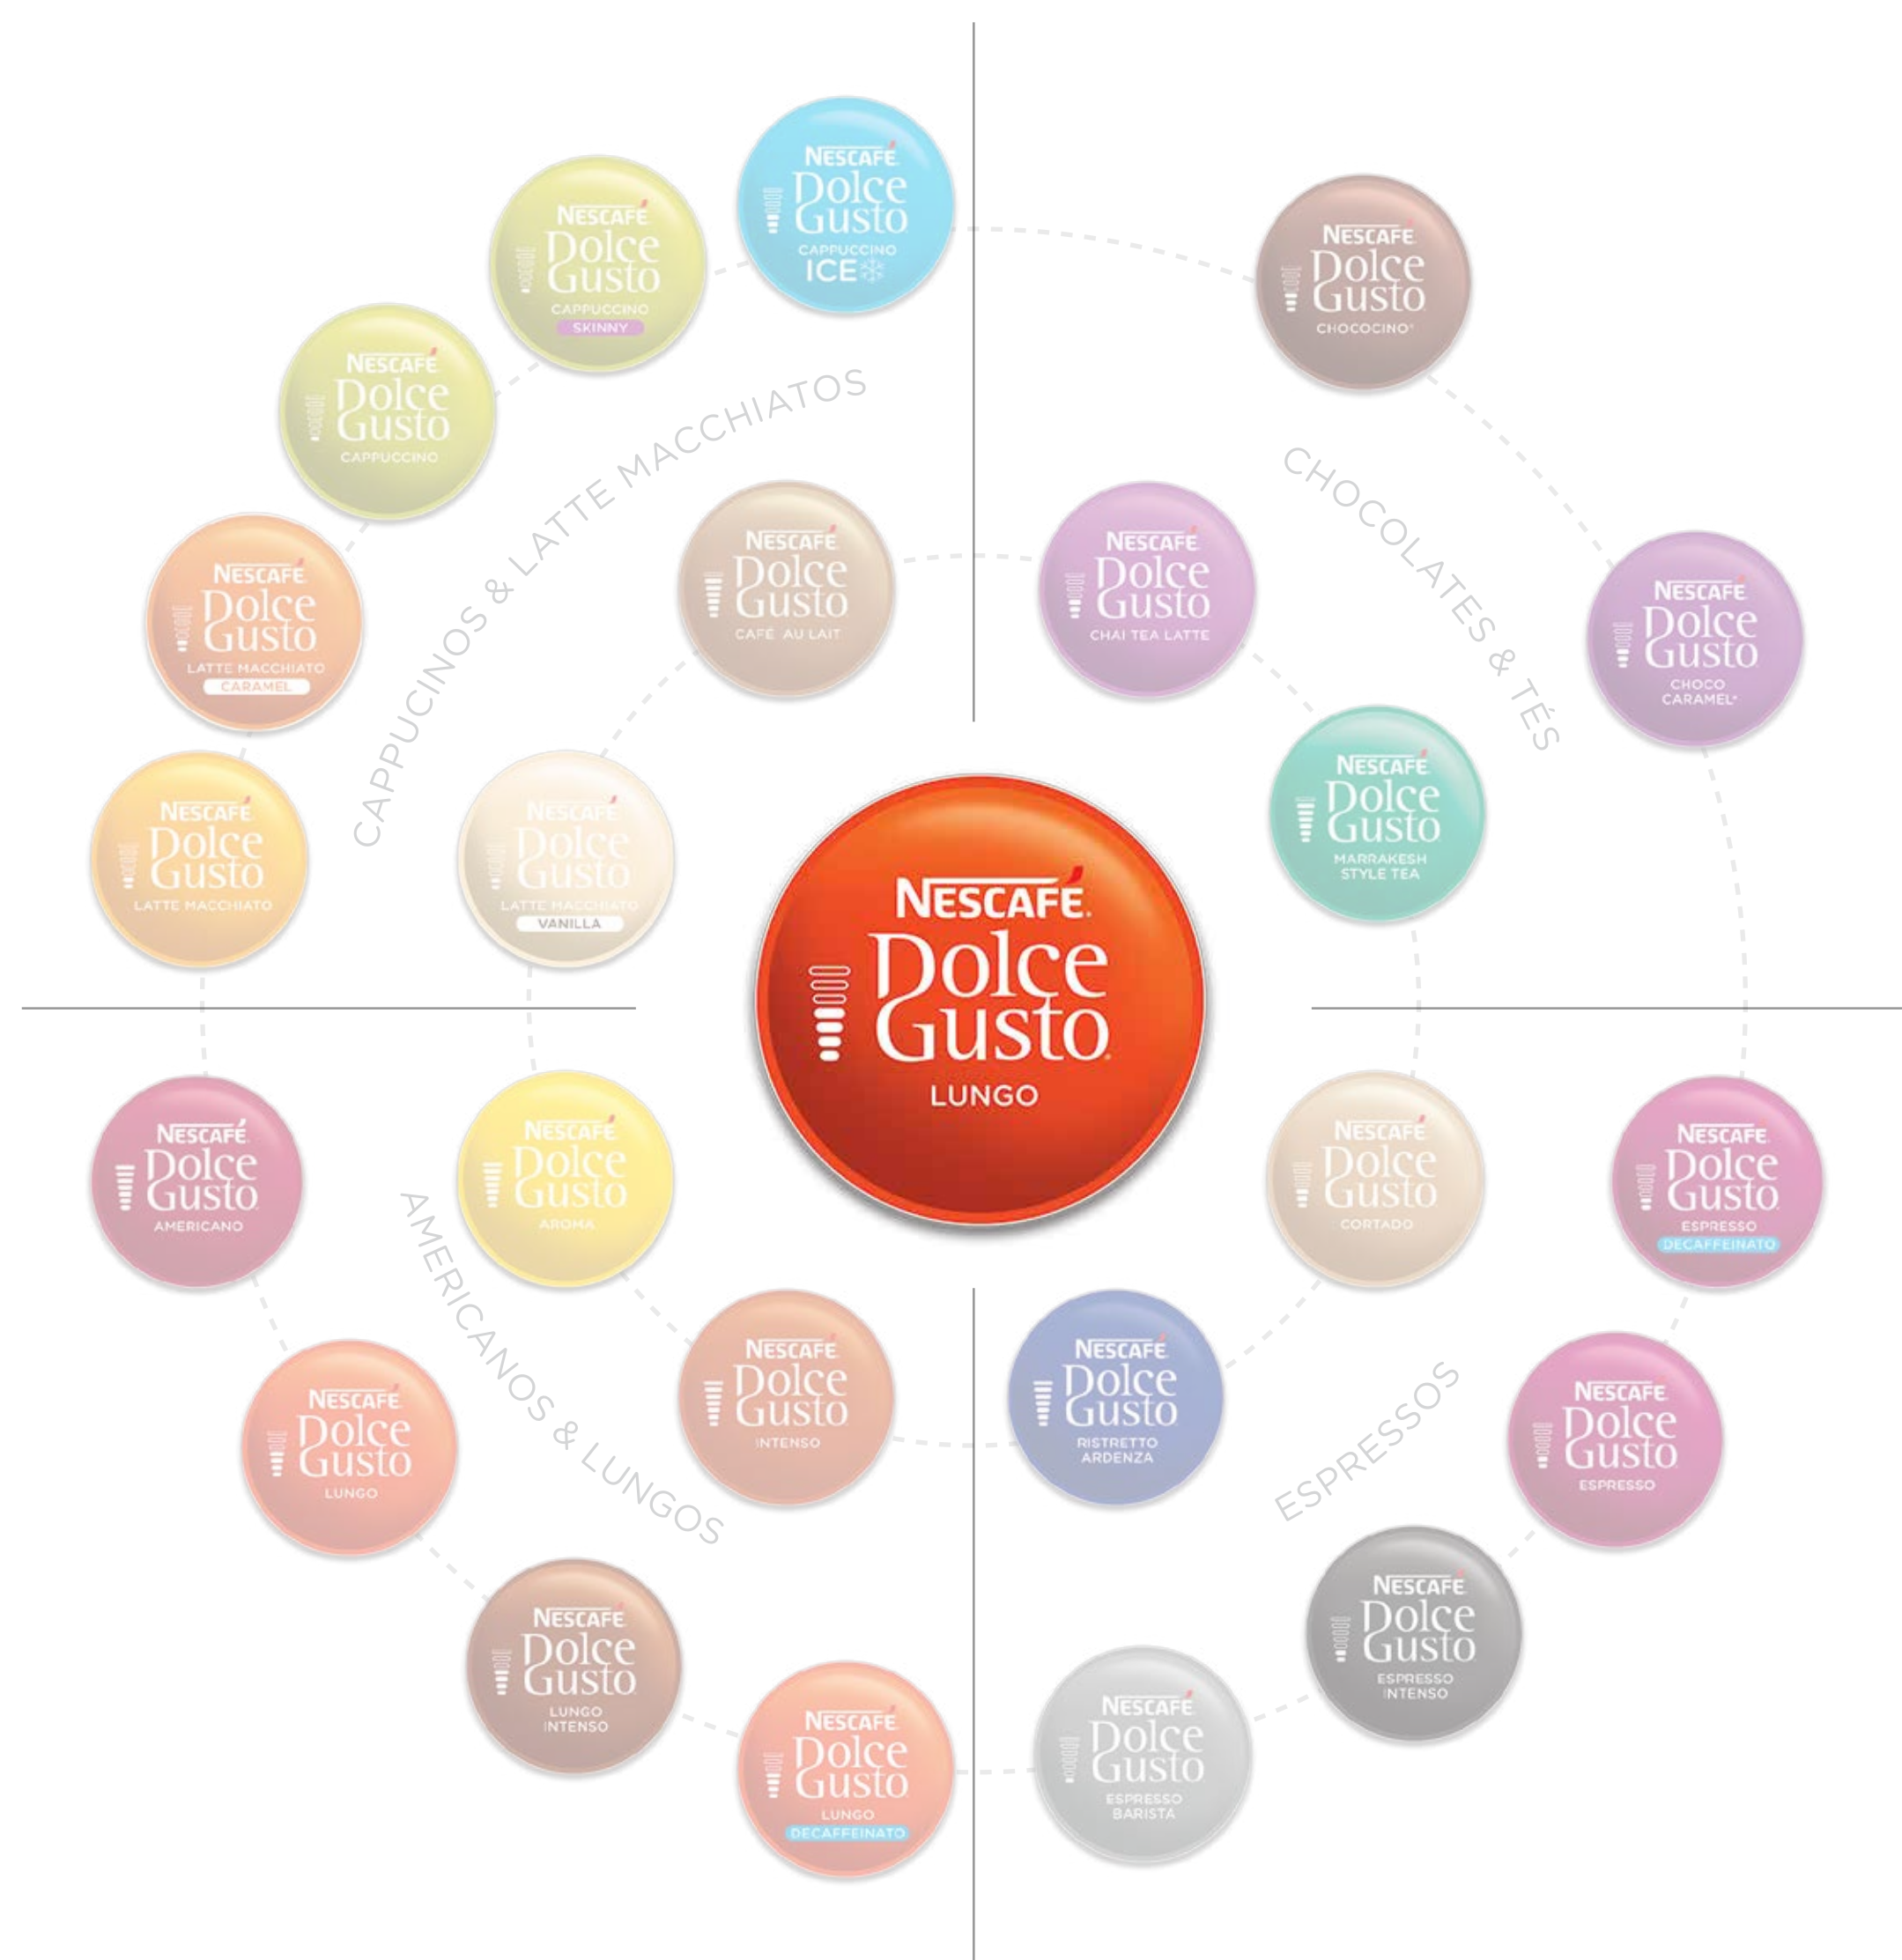 NESCAFÉ
Dolce
Gusto
CAPPUCCINO
ICE
NESCAFÉ
Dolce
Gusto
CAPPUCCINO
SKINNY
NESCAFÉ
Dolce
Gusto
CAPPUCCINO
NESCAFÉ
Dolce
Gusto
LATTE MACCHIATO
CARAMEL
NESCAFÉ
Dolce
Gusto
LATTE MACCHIATO
CAPPUCINOS & LATTE MACCHIATOS
NESCAFÉ
Dolce
Gusto
CAFÉ AU LAIT
NESCAFÉ
Dolce
Gusto
LATTE MACCHIATO
VANILLA
NESCAFÉ
Dolce
Gusto
CHOCOCINO*
NESCAFÉ
Dolce
Gusto
CHOCO
CARAMEL*
CHOCOLATES & TÉS
NESCAFÉ
Dolce
Gusto
CHAI TEA LATTE
NESCAFÉ
Dolce
Gusto
MARRAKESH
STYLE TEA
NESCAFÉ.
Dolce
Gusto
LUNGO
NESCAFÉ
Dolce
Gusto
AMERICANO
NESCAFÉ
Dolce
Gusto
AROMA
AMERICANOS & LUNGOS
NESCAFÉ
Dolce
Gusto
INTENSO
NESCAFÉ
Dolce
Gusto
LUNGO
NESCAFÉ
Dolce
Gusto
LUNGO
INTENSO
NESCAFÉ
Dolce
Gusto
LUNGO
DECAFFEINATO
NESCAFÉ
Dolce
Gusto
CORTADO
NESCAFÉ
Dolce
Gusto
ESPRESSO
DECAFFEINATO
NESCAFÉ
Dolce
Gusto
RISTRETTO
ARDENZA
ESPRESSOS
NESCAFÉ
Dolce
Gusto
ESPRESSO
NESCAFÉ
Dolce
Gusto
ESPRESSO
INTENSO
NESCAFÉ
Dolce
Gusto
ESPRESSO
BARISTA